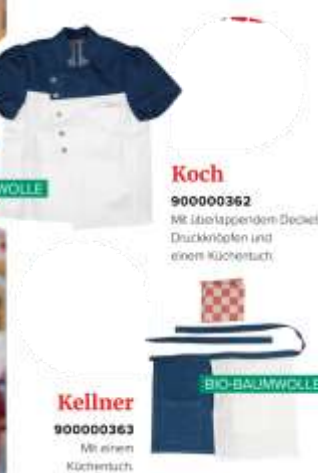 WOLLE
Koch
900000362
Mit überlappendem Deckel
Druckknöpfen und
einem Küchentuch.
BIO-BAUMWOLLE
Kellner
900000363
Mit einem
Küchentuch.